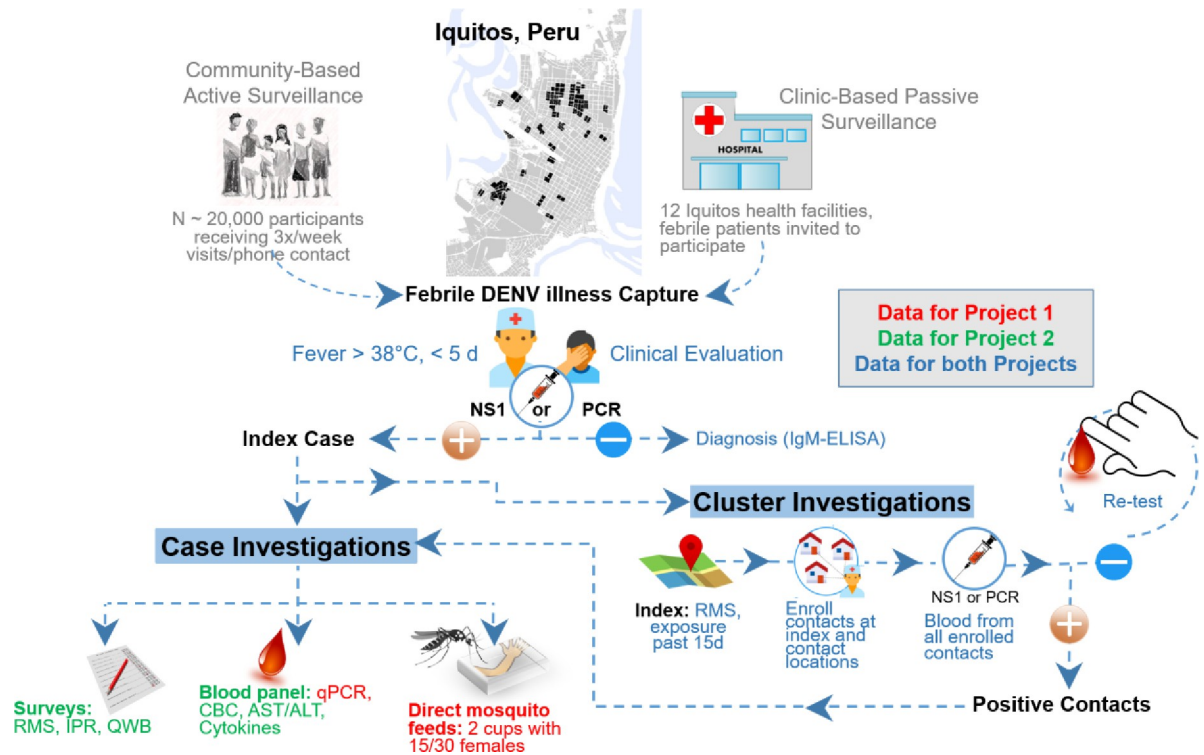 Iquitos, Peru
Community-Based
Active Surveillance
N ~ 20,000 participants
receiving 3x/week
visits/phone contact
HOSPITAL
Clinic-Based Passive
Surveillance
12 Iquitos health facilities,
febrile patients invited to
participate
Febrile DENV illness Capture
Fever > 38°C, < 5 d
Clinical Evaluation
Data for Project 1
Data for Project 2
Data for both Projects
NS1 or PCR
Index Case
Diagnosis (IgM-ELISA)
Re-test
Cluster Investigations
Case Investigations
Index: RMS,
exposure
past 15d
Enroll
contacts at
index and
contact
locations
NS1 or PCR
Blood from
all enrolled
contacts
Positive Contacts
Surveys:
RMS, IPR, QWB
Blood panel: qPCR,
CBC, AST/ALT,
Cytokines
Direct mosquito
feeds: 2 cups with
15/30 females